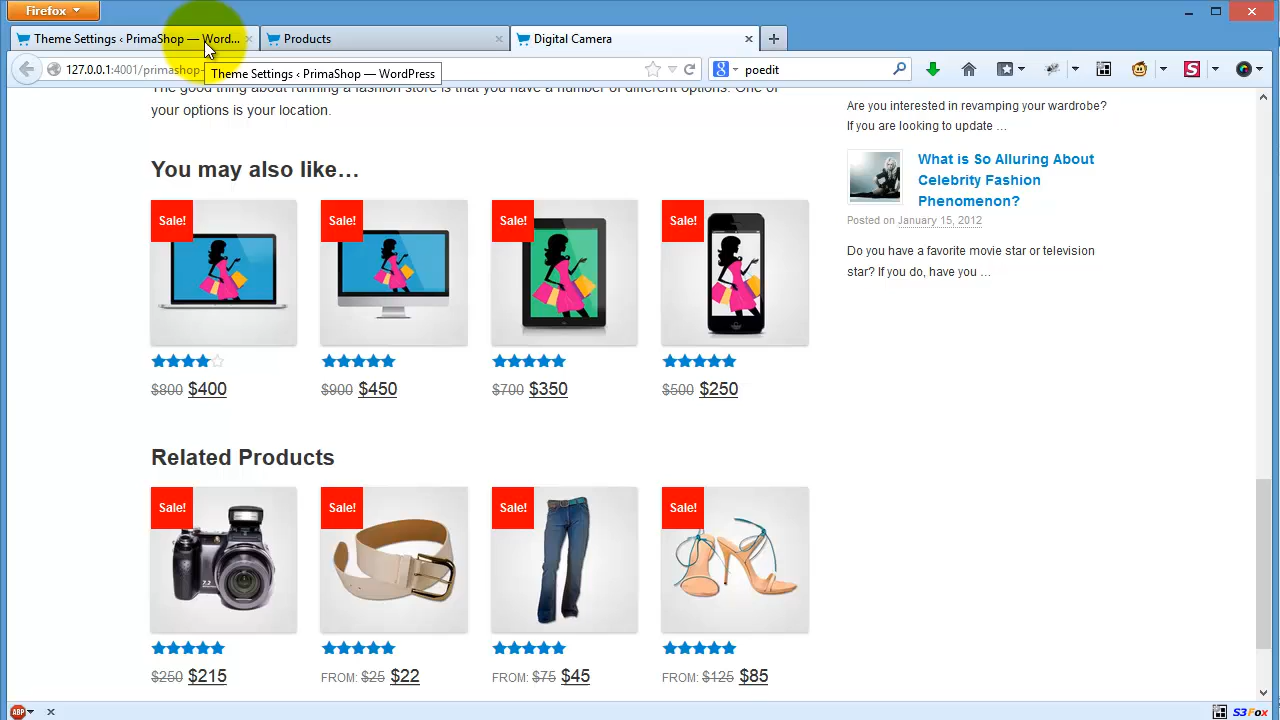 Firefox
Theme Settings ‹ PrimaShop — Word...
Products
Digital Camera
127.0.0.1:4001/primashop-
Theme Settings ‹ PrimaShop — WordPress
poedit
The good thing about running a fashion store is that you have a number of different options. One of
your options is your location.
You may also like…
Sale!
Sale!
Sale!
Sale!
$800 $400
$900 $450
$700 $350
$500 $250
Related Products
Sale!
Sale!
Sale!
Sale!
7.2
$250 $215
FROM: $25 $22
FROM: $75 $45
FROM: $125 $85
Are you interested in revamping your wardrobe?
If you are looking to update …
What is So Alluring About
Celebrity Fashion
Phenomenon?
Posted on January 15, 2012
Do you have a favorite movie star or television
star? If you do, have you …
ABP
S3Fox